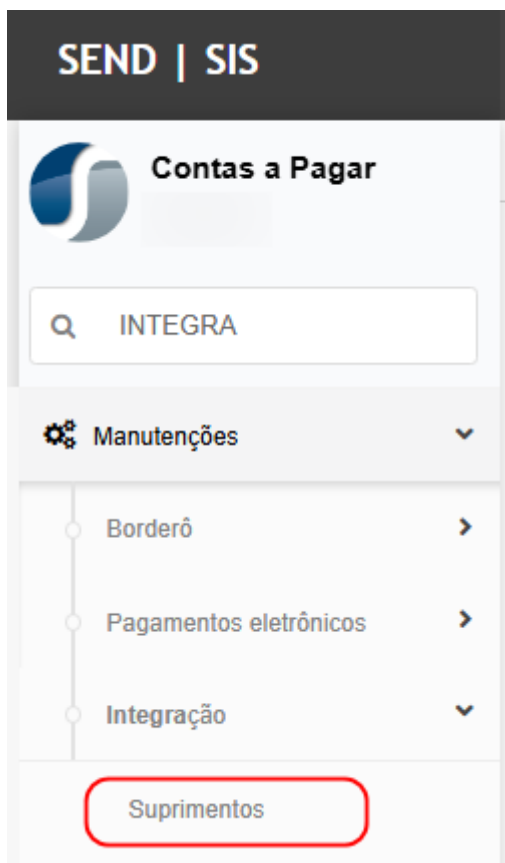 SEND | SIS
Contas a Pagar
INTEGRA
Manutenções
Borderô
Pagamentos eletrônicos
Integração
Suprimentos